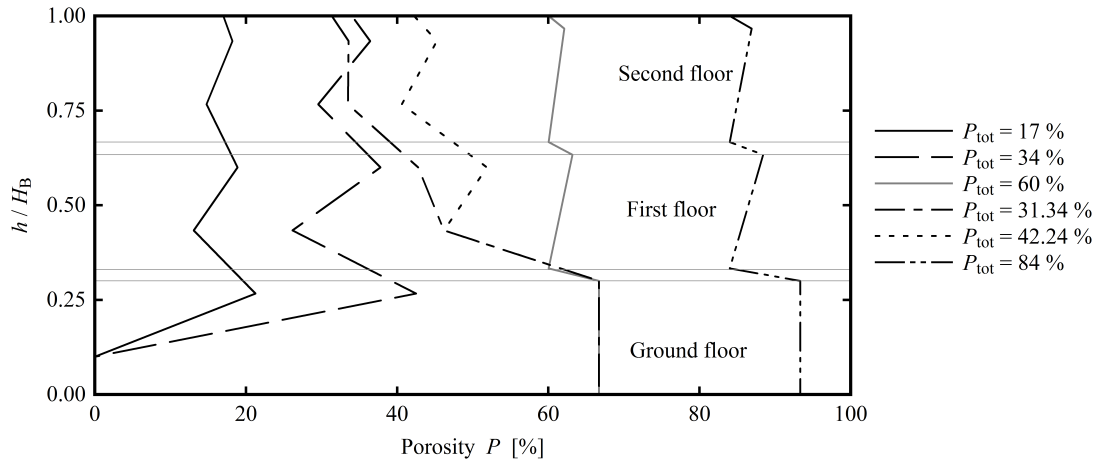 1.00
0.75
0.50
0.25
0.00
h / H_B
0
20
40
60
80
100
Porosity P [%]
Second floor
First floor
Ground floor
P_tot = 17 %
P_tot = 34 %
P_tot = 60 %
P_tot = 31.34 %
P_tot = 42.24 %
P_tot = 84 %